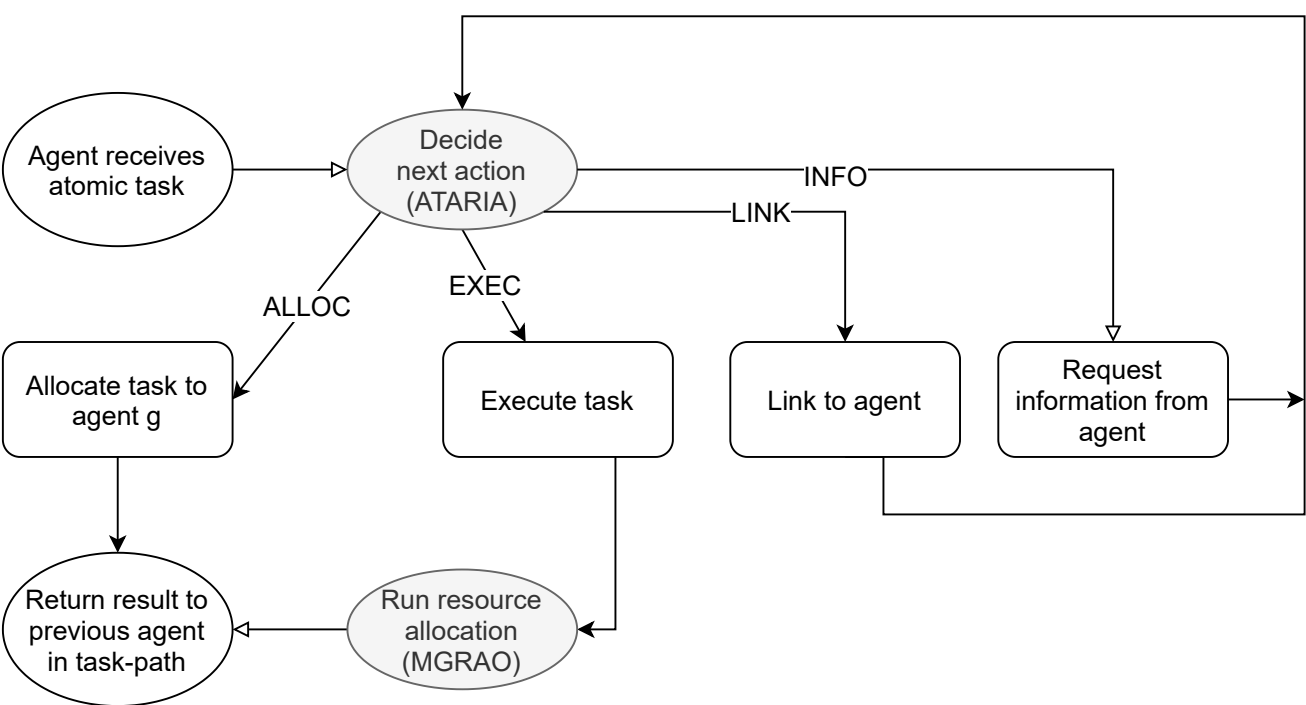 Agent receives
atomic task
Decide
next action
(ATARIA)
INFO
LINK
EXEC
ALLOC
Allocate task to
agent g
Execute task
Link to agent
Request
information from
agent
Return result to
previous agent
in task-path
Run resource
allocation
(MGRAO)